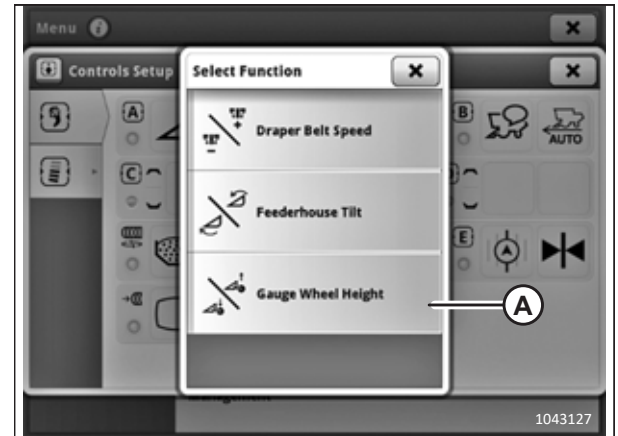 Menu i
Controls Setup
Select Function
A
B
Draper Belt Speed
AUTO
C
Feederhouse Tilt
E
Gauge Wheel Height
A
1043127